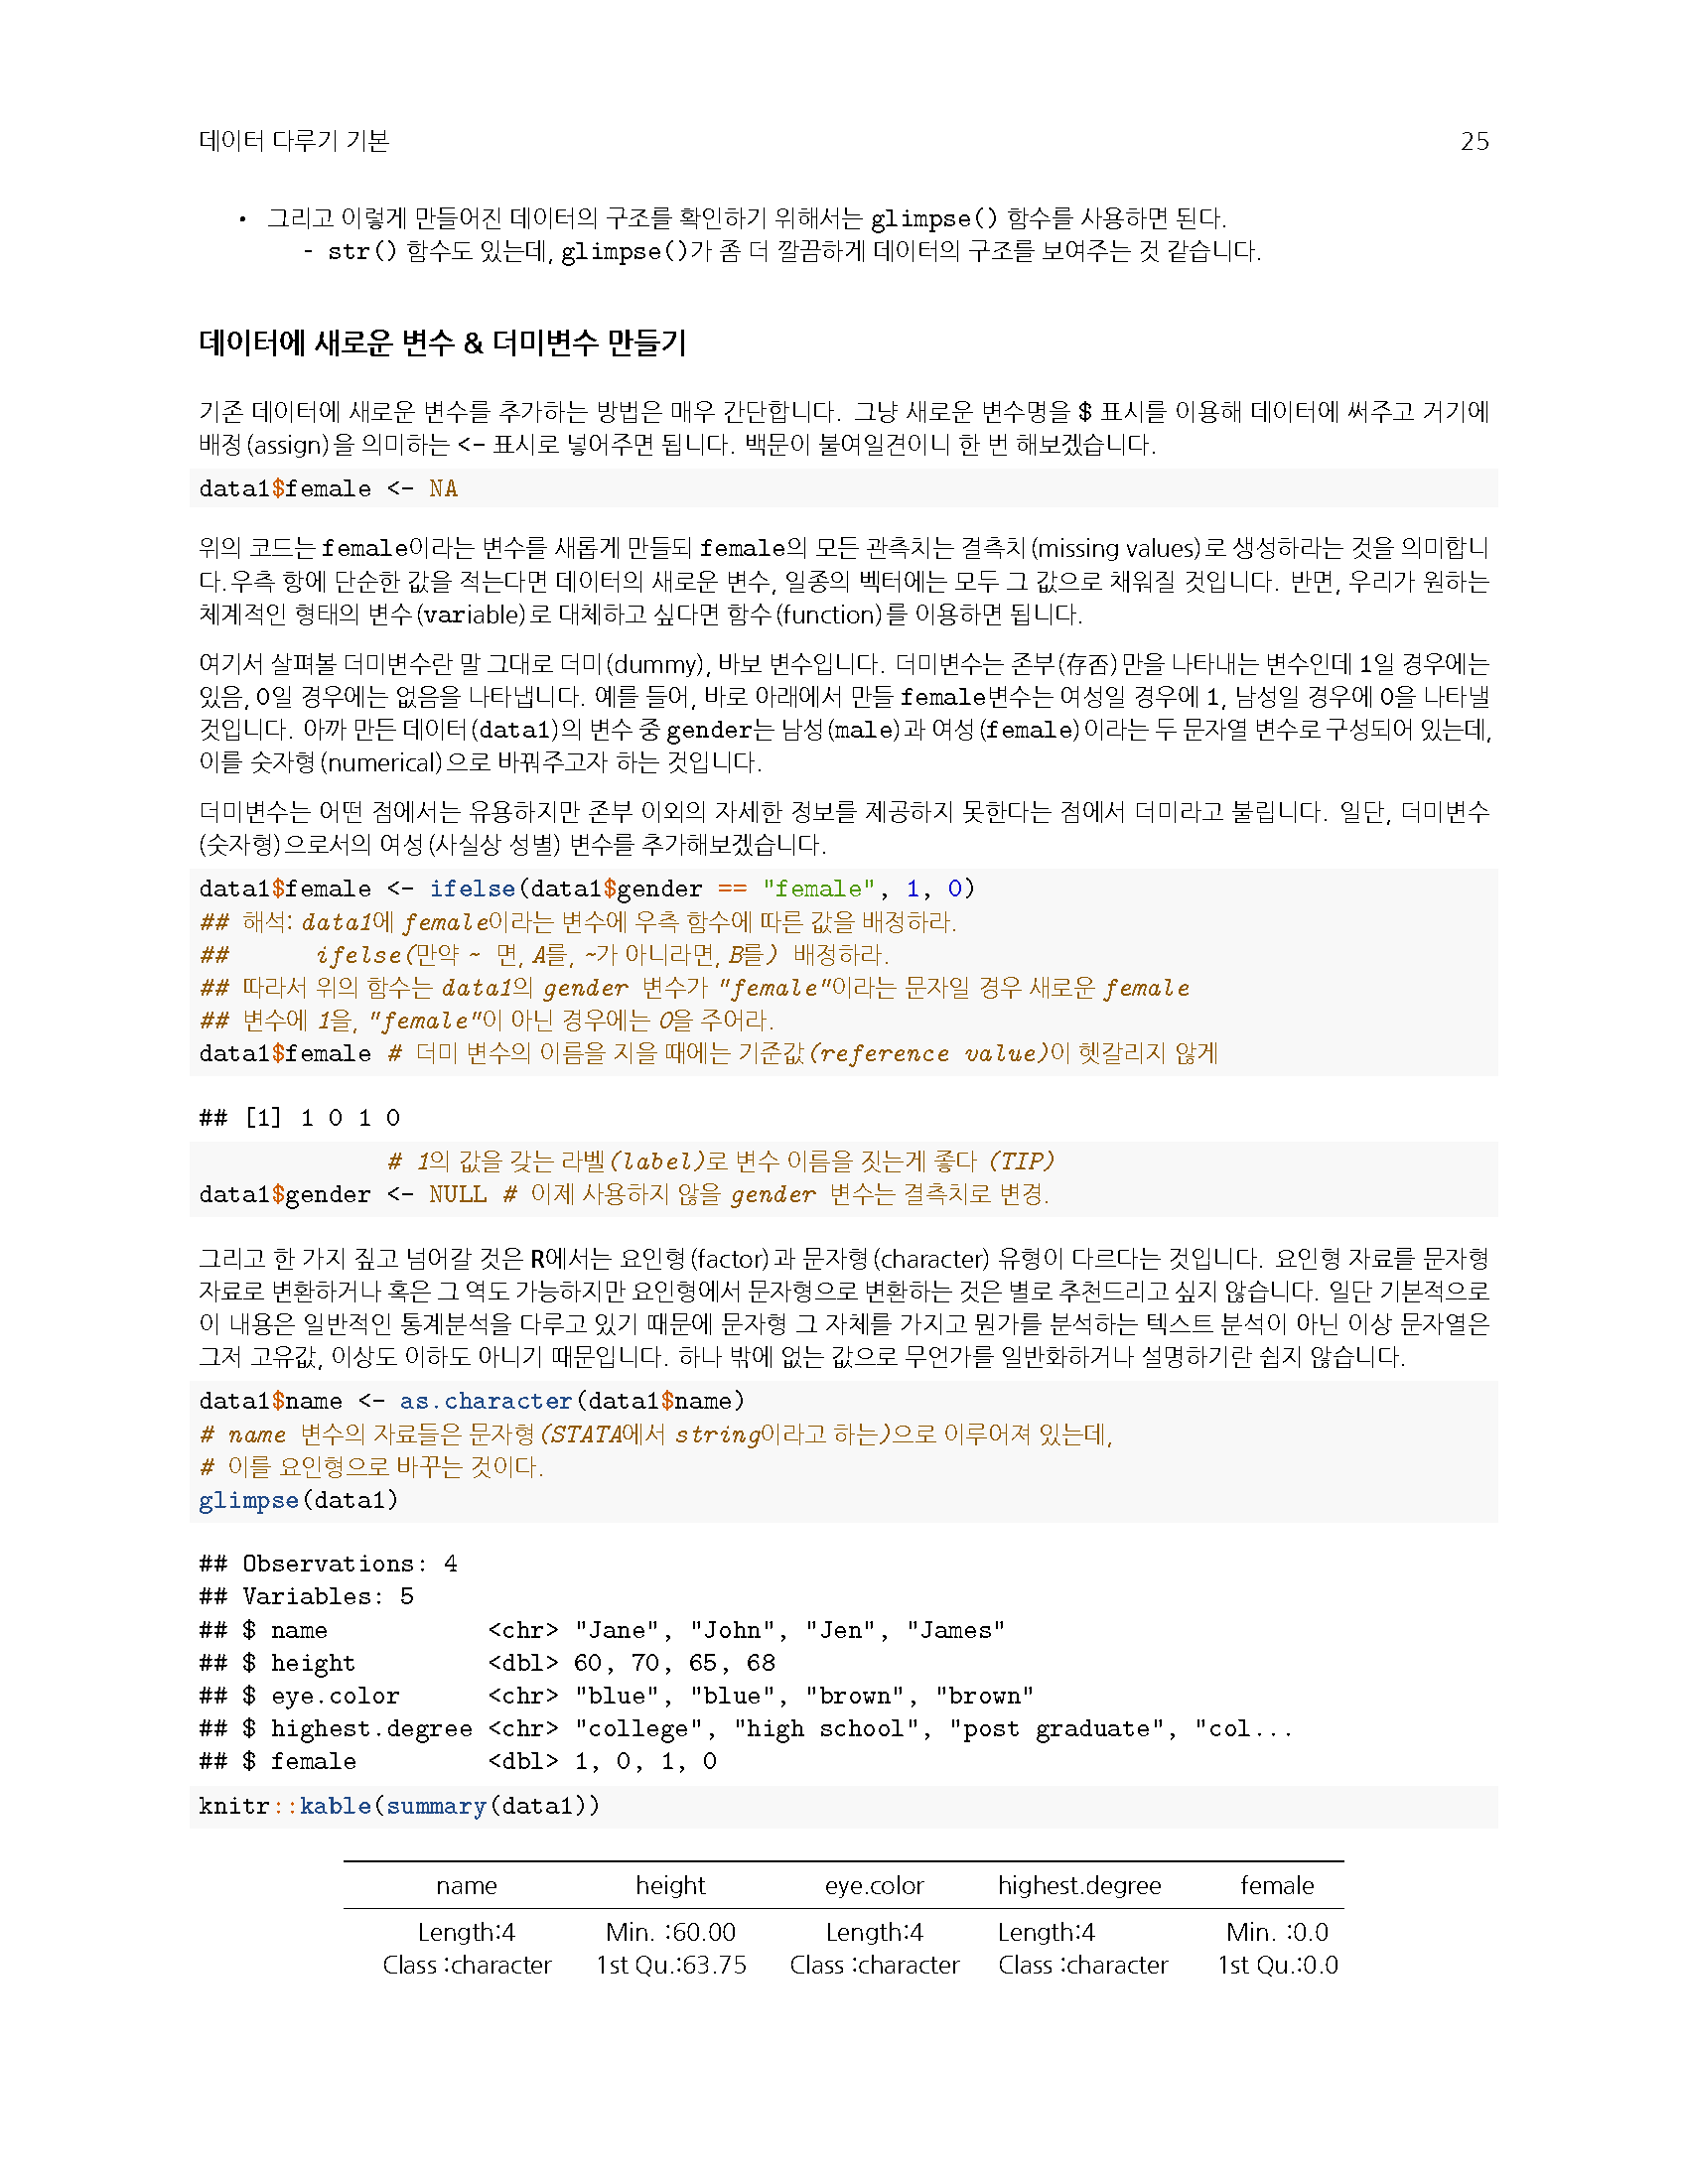 데이터 다루기 기본 25
• 그리고 이렇게 만들어진 데이터의 구조를 확인하기 위해서는 glimpse() 함수를 사용하면 된다.
- str() 함수도 있는데, glimpse()가 좀 더 깔끔하게 데이터의 구조를 보여주는 것 같습니다.
데이터에 새로운 변수 & 더미변수 만들기
기존 데이터에 새로운 변수를 추가하는 방법은 매우 간단합니다. 그냥 새로운 변수명을 $ 표시를 이용해 데이터에 써주고 거기에
배정(assign)을 의미하는 <- 표시로 넣어주면 됩니다. 백문이 불여일견이니 한 번 해보겠습니다.
data1$female <- NA
위의 코드는 female이라는 변수를 새롭게 만들되 female의 모든 관측치는 결측치(missing values)로 생성하라는 것을 의미합니
다.우측 항에 단순한 값을 적는다면 데이터의 새로운 변수, 일종의 벡터에는 모두 그 값으로 채워질 것입니다. 반면, 우리가 원하는
체계적인 형태의 변수(variable)로 대체하고 싶다면 함수(function)를 이용하면 됩니다.
여기서 살펴볼 더미변수란 말 그대로 더미(dummy), 바보 변수입니다. 더미변수는 존부(存否)만을 나타내는 변수인데 1일 경우에는
있음, 0일 경우에는 없음을 나타냅니다. 예를 들어, 바로 아래에서 만들 female변수는 여성일 경우에 1, 남성일 경우에 0을 나타낼
것입니다. 아까 만든 데이터(data1)의 변수 중 gender는 남성(male)과 여성(female)이라는 두 문자열 변수로 구성되어 있는데,
이를 숫자형(numerical)으로 바꿔주고자 하는 것입니다.
더미변수는 어떤 점에서는 유용하지만 존부 이외의 자세한 정보를 제공하지 못한다는 점에서 더미라고 불립니다. 일단, 더미변수
(숫자형)으로서의 여성(사실상 성별) 변수를 추가해보겠습니다.
data1$female <- ifelse(data1$gender == "female", 1, 0)
## 해석: data1에 female이라는 변수에 우측 함수에 따른 값을 배정하라.
## ifelse(만약 ~ 면, A를, ~가 아니라면, B를) 배정하라.
## 따라서 위의 함수는 data1의 gender 변수가 "female"이라는 문자일 경우 새로운 female
## 변수에 1을, "female"이 아닌 경우에는 0을 주어라.
data1$female # 더미 변수의 이름을 지을 때에는 기준값(reference value)이 헷갈리지 않게
## [1] 1 0 1 0
# 1의 값을 갖는 라벨(label)로 변수 이름을 짓는게 좋다 (TIP)
data1$gender <- NULL # 이제 사용하지 않을 gender 변수는 결측치로 변경.
그리고 한 가지 짚고 넘어갈 것은 R에서는 요인형(factor)과 문자형(character) 유형이 다르다는 것입니다. 요인형 자료를 문자형
자료로 변환하거나 혹은 그 역도 가능하지만 요인형에서 문자형으로 변환하는 것은 별로 추천드리고 싶지 않습니다. 일단 기본적으로
이 내용은 일반적인 통계분석을 다루고 있기 때문에 문자형 그 자체를 가지고 뭔가를 분석하는 텍스트 분석이 아닌 이상 문자열은
그저 고유값, 이상도 이하도 아니기 때문입니다. 하나 밖에 없는 값으로 무언가를 일반화하거나 설명하기란 쉽지 않습니다.
data1$name <- as.character(data1$name)
# name 변수의 자료들은 문자형(STATA에서 string이라고 하는)으로 이루어져 있는데,
# 이를 요인형으로 바꾸는 것이다.
glimpse(data1)
## Observations: 4
## Variables: 5
## $ name <chr> "Jane", "John", "Jen", "James"
## $ height <dbl> 60, 70, 65, 68
## $ eye.color <chr> "blue", "blue", "brown", "brown"
## $ highest.degree <chr> "college", "high school", "post graduate", "col...
## $ female <dbl> 1, 0, 1, 0
knitr::kable(summary(data1))
name height eye.color highest.degree female
Length:4 Min. :60.00 Length:4 Length:4 Min. :0.0
Class :character 1st Qu.:63.75 Class :character Class :character 1st Qu.:0.0